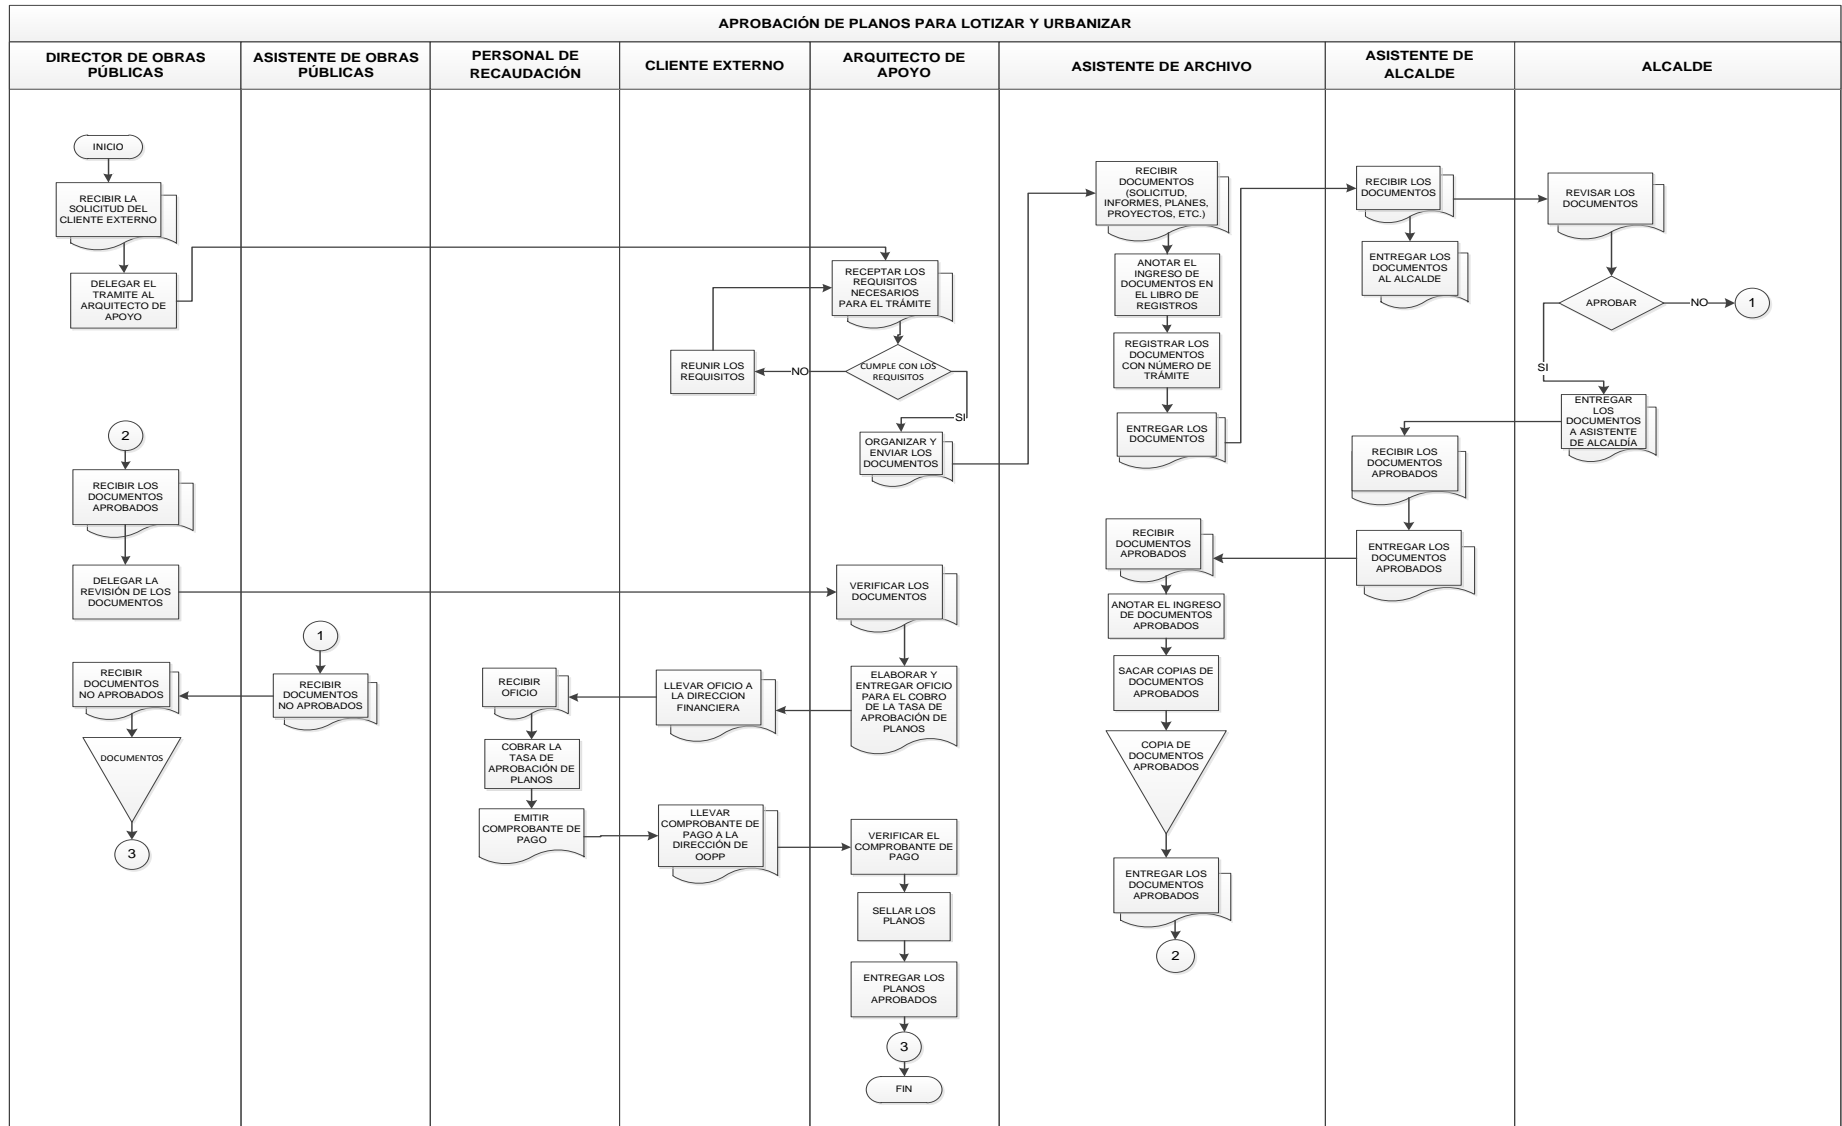 APROBACIÓN DE PLANOS PARA LOTIZAR Y URBANIZAR
DIRECTOR DE OBRAS
PÚBLICAS
ASISTENTE DE OBRAS
PÚBLICAS
PERSONAL DE
RECAUDACIÓN
CLIENTE EXTERNO
ARQUITECTO DE
APOYO
ASISTENTE DE ARCHIVO
ASISTENTE DE
ALCALDE
ALCALDE
INICIO
RECIBIR LA
SOLICITUD DEL
CLIENTE EXTERNO
DELEGAR EL
TRAMITE AL
ARQUITECTO DE
APOYO
2
RECIBIR LOS
DOCUMENTOS
APROBADOS
DELEGAR LA
REVISIÓN DE LOS
DOCUMENTOS
RECIBIR
DOCUMENTOS
NO APROBADOS
DOCUMENTOS
3
1
RECIBIR
DOCUMENTOS
NO APROBADOS
RECIBIR
OFICIO
COBRAR LA
TASA DE
APROBACIÓN DE
PLANOS
EMITIR
COMPROBANTE DE
PAGO
REUNIR LOS
REQUISITOS
NO
LLEVAR OFICIO A
LA DIRECCION
FINANCIERA
LLEVAR
COMPROBANTE DE
PAGO A LA
DIRECCIÓN DE
OOPP
RECEPTAR LOS
REQUISITOS
NECESARIOS
PARA EL TRÁMITE
CUMPLE CON LOS
REQUISITOS
SI
ORGANIZAR Y
ENVIAR LOS
DOCUMENTOS
VERIFICAR LOS
DOCUMENTOS
ELABORAR Y
ENTREGAR OFICIO
PARA EL COBRO
DE LA TASA DE
APROBACIÓN DE
PLANOS
VERIFICAR EL
COMPROBANTE DE
PAGO
SELLAR LOS
PLANOS
ENTREGAR LOS
PLANOS
APROBADOS
3
FIN
RECIBIR
DOCUMENTOS
(SOLICITUD,
INFORMES, PLANES,
PROYECTOS, ETC.)
ANOTAR EL
INGRESO DE
DOCUMENTOS EN
EL LIBRO DE
REGISTROS
REGISTRAR LOS
DOCUMENTOS
CON NÚMERO DE
TRÁMITE
ENTREGAR LOS
DOCUMENTOS
RECIBIR
DOCUMENTOS
APROBADOS
ANOTAR EL INGRESO
DE DOCUMENTOS
APROBADOS
SACAR COPIAS DE
DOCUMENTOS
APROBADOS
COPIA DE
DOCUMENTOS
APROBADOS
ENTREGAR LOS
DOCUMENTOS
APROBADOS
2
RECIBIR LOS
DOCUMENTOS
ENTREGAR LOS
DOCUMENTOS
AL ALCALDE
RECIBIR LOS
DOCUMENTOS
APROBADOS
ENTREGAR LOS
DOCUMENTOS
APROBADOS
REVISAR LOS
DOCUMENTOS
APROBAR
NO
1
SI
ENTREGAR
LOS
DOCUMENTOS
A ASISTENTE
DE ALCALDÍA